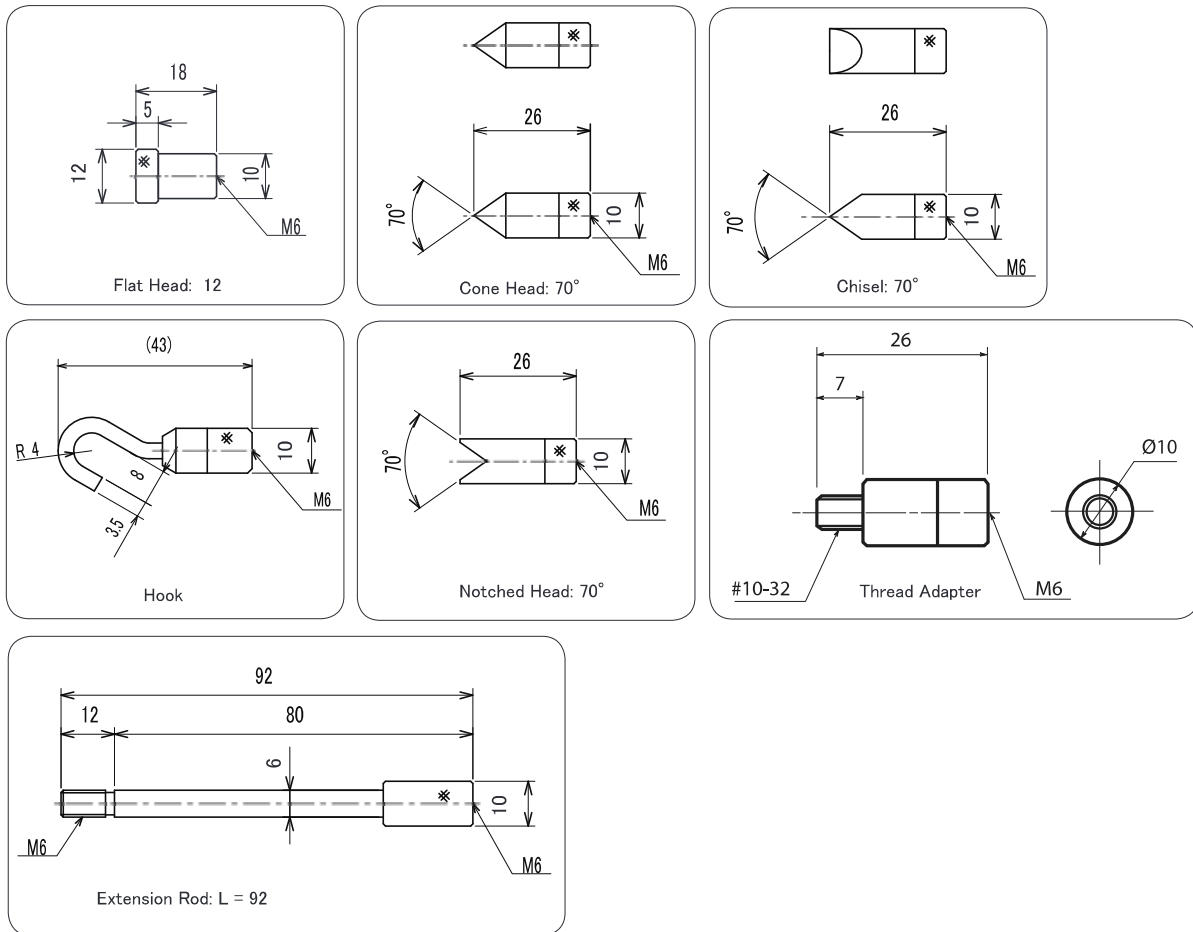 18
5
12
10
M6
Flat Head: 12
26
70°
10
M6
Cone Head: 70°
26
70°
10
M6
Chisel: 70°
(43)
R 4
8
3.5
10
M6
Hook
26
70°
10
M6
Notched Head: 70°
26
7
Ø10
#10-32
M6
Thread Adapter
92
12
80
6
10
M6
M6
Extension Rod: L = 92